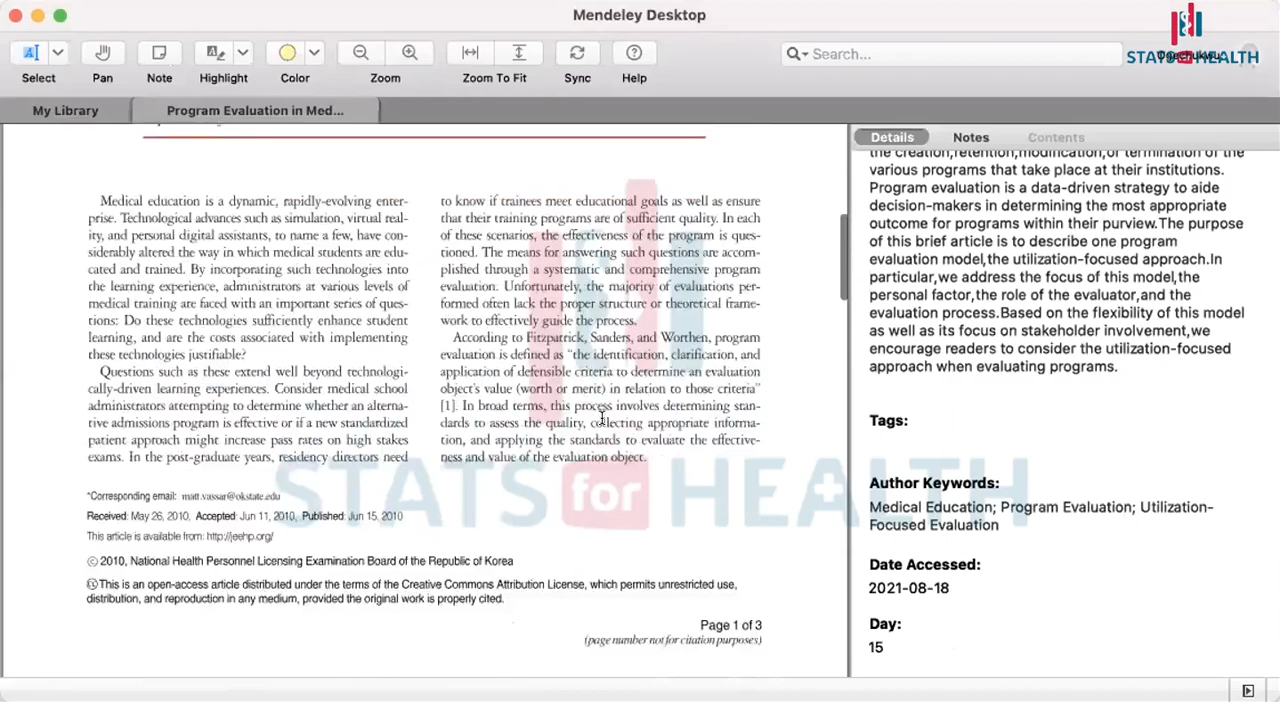 Mendeley Desktop
Search...
STATS for HEALTH
Select
Pan
Note
Highlight
Color
Zoom
Zoom To Fit
Sync
Help
My Library
Program Evaluation in Med...
Medical education is a dynamic, rapidly-evolving enter-
prise. Technological advances such as simulation, virtual real-
ity, and personal digital assistants, to name a few, have con-
siderably altered the way in which medical students are edu-
cated and trained. By incorporating such technologies into
the learning experience, administrators at various levels of
medical training are faced with an important series of ques-
tions: Do these technologies sufficiently enhance student
learning, and are the costs associated with implementing
these technologies justifiable?
Questions such as these extend well beyond technologi-
cally-driven learning experiences. Consider medical school
administrators attempting to determine whether an alterna-
tive admissions program is effective or if a new standardized
patient approach might increase pass rates on high stakes
exams. In the post-graduate years, residency directors need
to know if trainees meet educational goals as well as ensure
that their training programs are of sufficient quality. In each
of these scenarios, the effectiveness of the program is ques-
tioned. The means for answering such questions are accom-
plished through a systematic and comprehensive program
evaluation. Unfortunately, the majority of evaluations per-
formed often lack the proper structure or theoretical frame-
work to effectively guide the process.
According to Fitzpatrick, Sanders, and Worthen, program
evaluation is defined as “the identification, clarification, and
application of defensible criteria to determine an evaluation
object’s value (worth or merit) in relation to those criteria”
[1]. In broad terms, this process involves determining stan-
dards to assess the quality, collecting appropriate informa-
tion, and applying the standards to evaluate the effective-
ness and value of the evaluation object.
STATS for HEALTH
*Corresponding email: matt.vassar@okstate.edu
Received: May 26, 2010, Accepted: Jun 11, 2010, Published: Jun 15, 2010
This article is available from: http://jeehp.org/
© 2010, National Health Personnel Licensing Examination Board of the Republic of Korea
This is an open-access article distributed under the terms of the Creative Commons Attribution License, which permits unrestricted use,
distribution, and reproduction in any medium, provided the original work is properly cited.
Page 1 of 3
(page number not for citation purposes)
Details
Notes
Contents
the creation,retention,modification,or termination of the
various programs that take place at their institutions.
Program evaluation is a data-driven strategy to aide
decision-makers in determining the most appropriate
outcome for programs within their purview.The purpose
of this brief article is to describe one program
evaluation model,the utilization-focused approach.In
particular,we address the focus of this model,the
personal factor,the role of the evaluator,and the
evaluation process.Based on the flexibility of this model
as well as its focus on stakeholder involvement,we
encourage readers to consider the utilization-focused
approach when evaluating programs.
Tags:
Author Keywords:
Medical Education; Program Evaluation; Utilization-
Focused Evaluation
Date Accessed:
2021-08-18
Day:
15